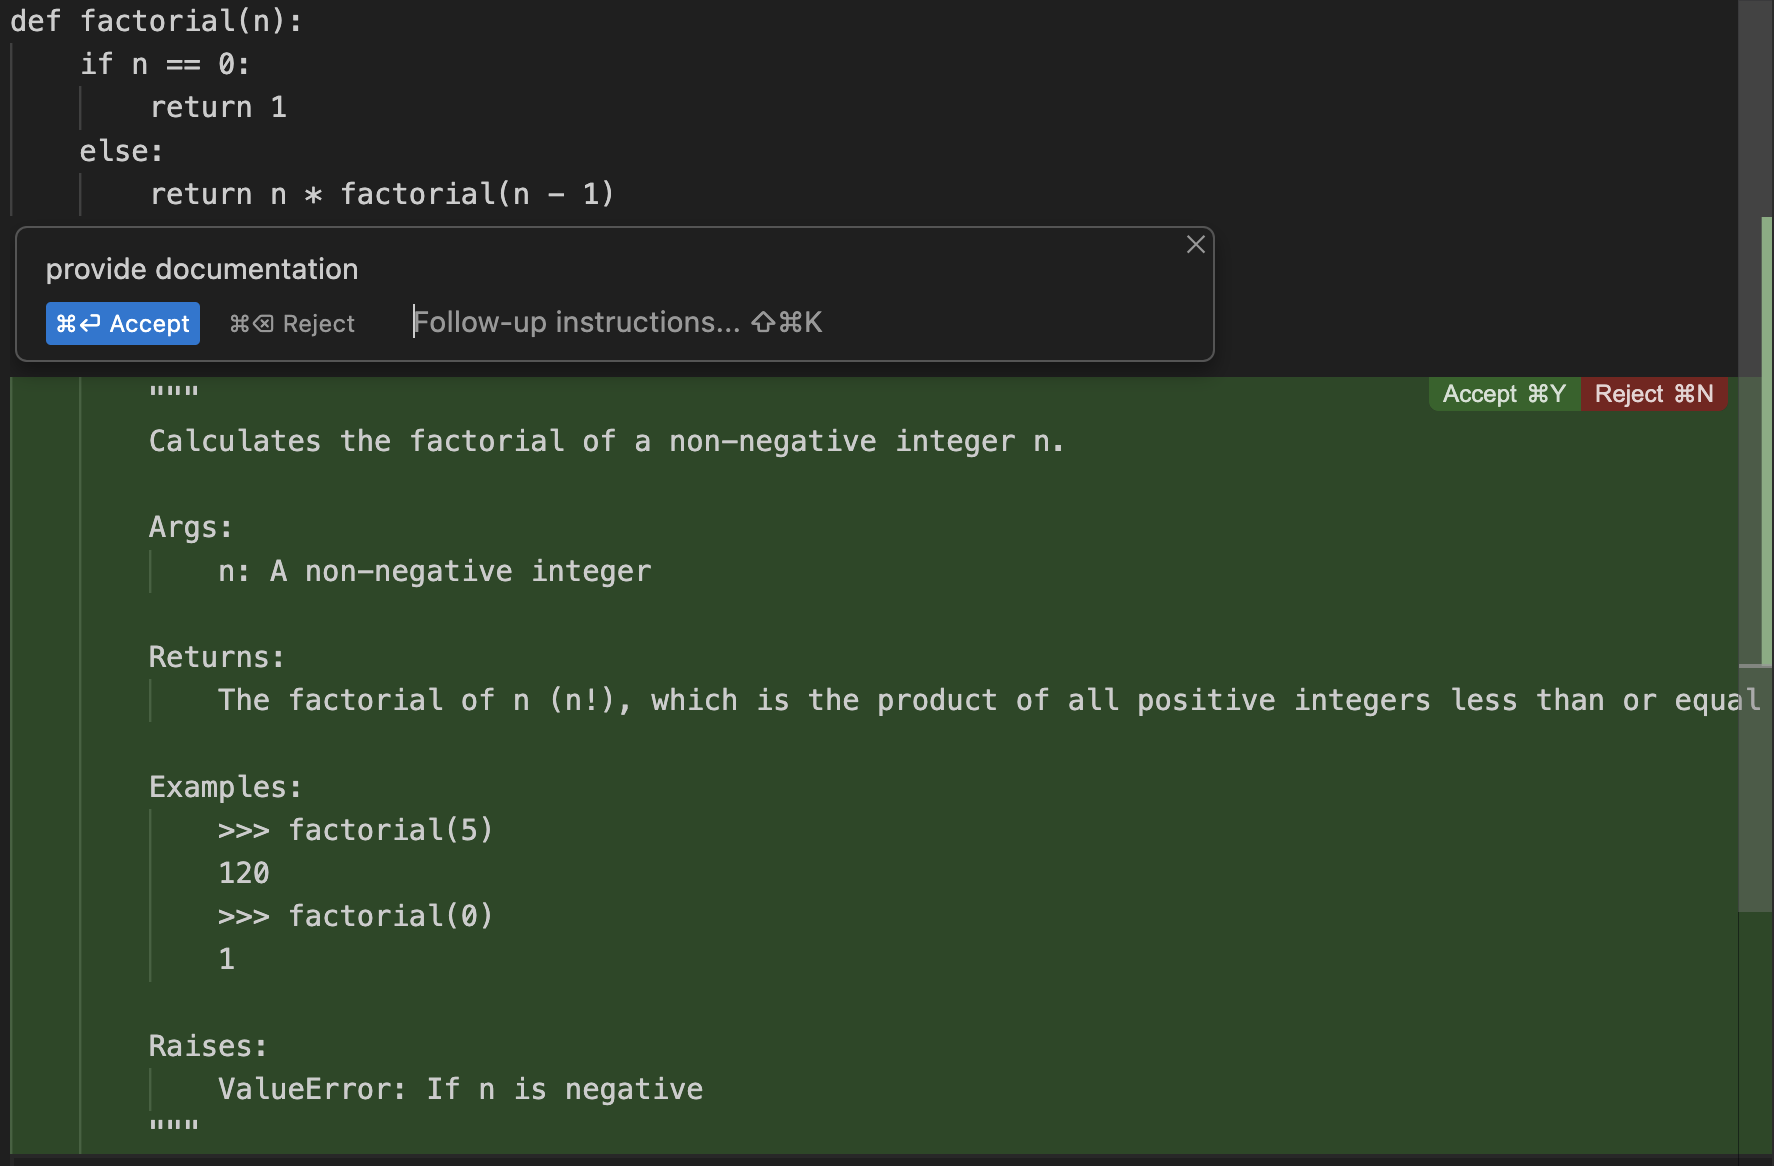 def factorial(n):
    if n == 0:
        return 1
    else:
        return n * factorial(n - 1)
provide documentation
⌘⏎ Accept ⌘⌫ Reject Follow-up instructions... ⇧⌘K
        """
Accept ⌘Y Reject ⌘N
        Calculates the factorial of a non-negative integer n.
        Args:
            n: A non-negative integer
        Returns:
            The factorial of n (n!), which is the product of all positive integers less than or equal
        Examples:
            >>> factorial(5)
            120
            >>> factorial(0)
            1
        Raises:
            ValueError: If n is negative
        """